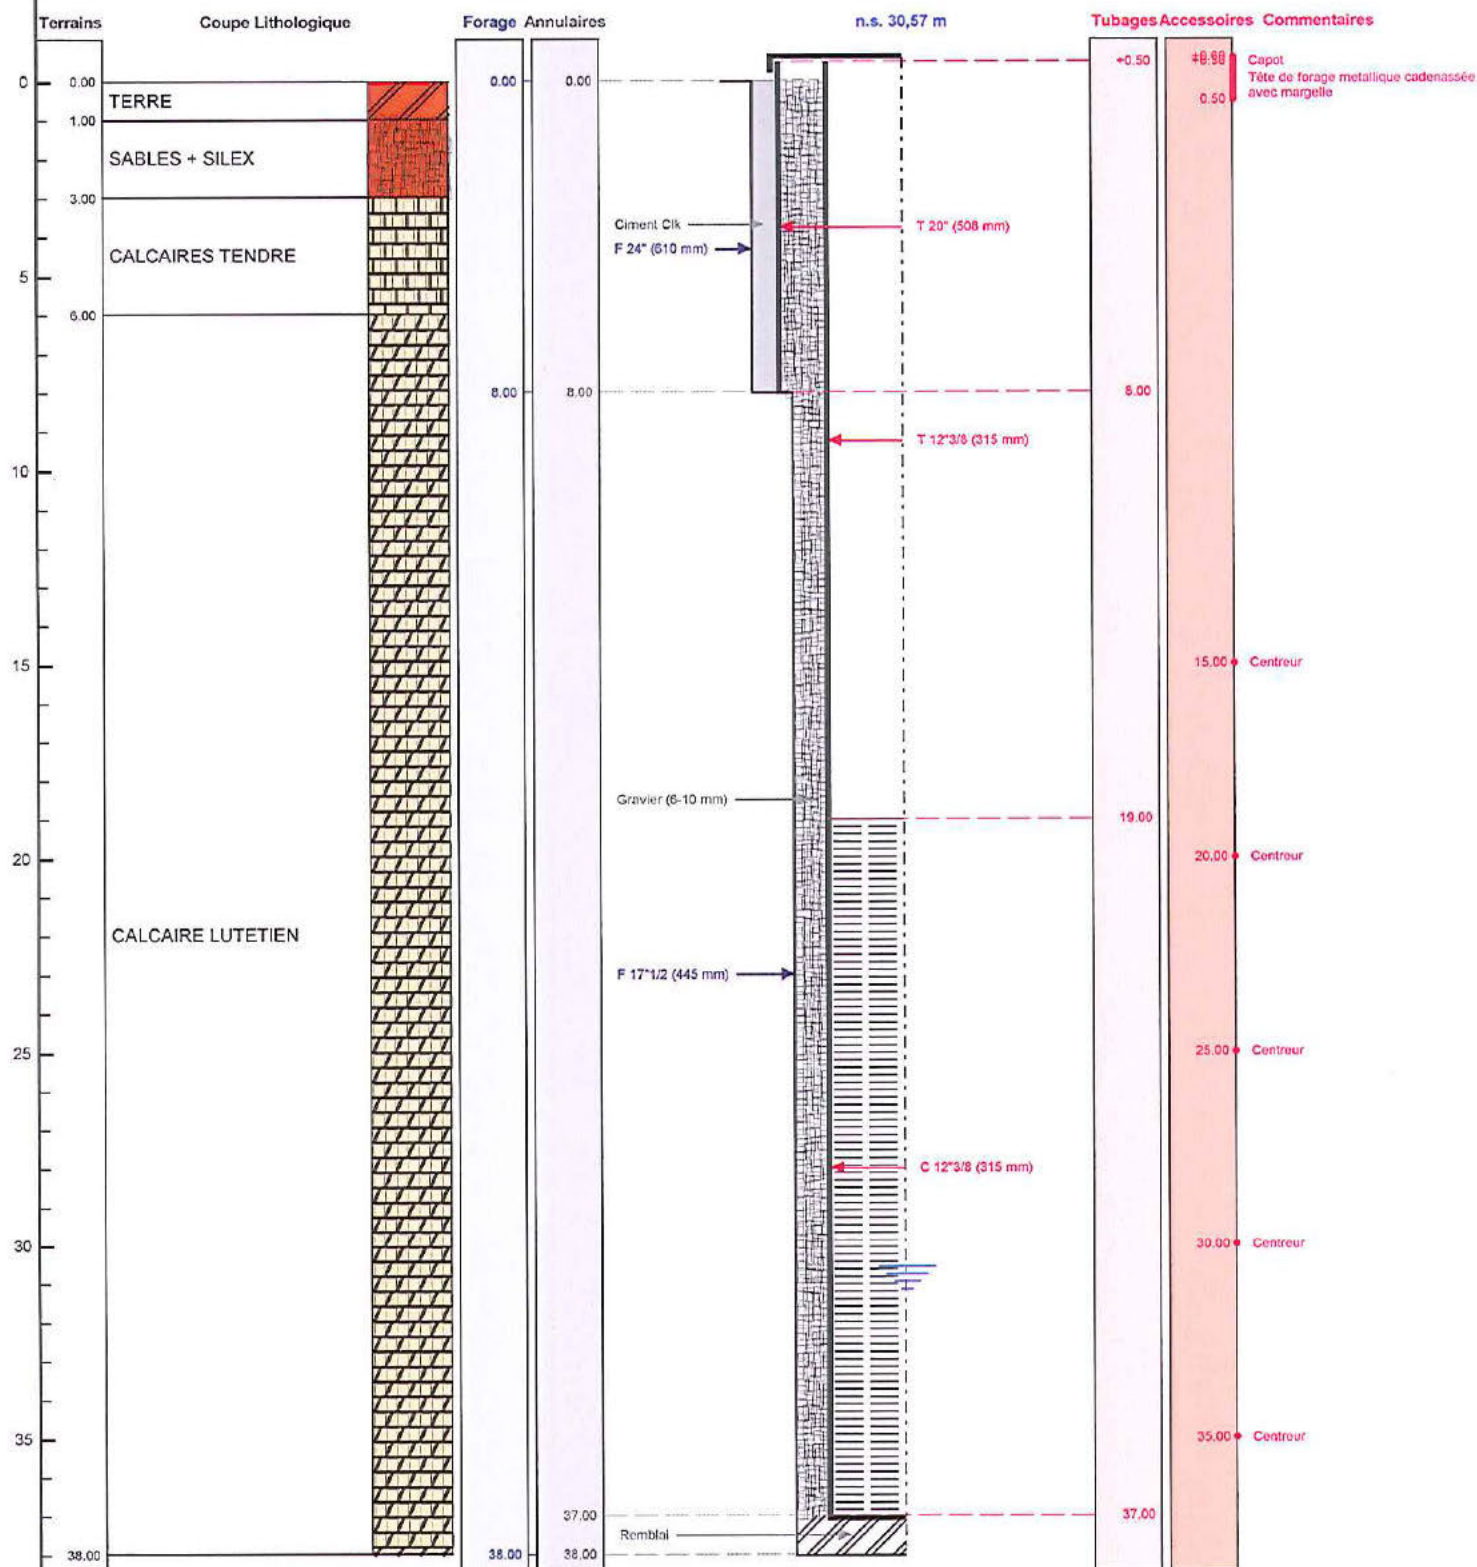 Terrains Coupe Lithologique Forage Annulaires n.s. 30,57 m Tubages Accessoires Commentaires
+0.50 Capot
Tête de forage metallique cadenassée
avec margelle
0.50
0 0.00 0.00 0.00
TERRE
1.00
SABLES + SILEX
3.00
Ciment Clk T 20" (508 mm)
F 24" (610 mm)
CALCAIRES TENDRE
5
6.00
8.00 8.00 8.00
T 12"3/8 (315 mm)
10
15 15.00 Centreur
Gravier (6-10 mm)
19.00
20 20.00 Centreur
CALCAIRE LUTETIEN
F 17"1/2 (445 mm)
25 25.00 Centreur
C 12"3/8 (315 mm)
30 30.00 Centreur
35 35.00 Centreur
37.00 37.00
Remblai
38.00 38.00 38.00